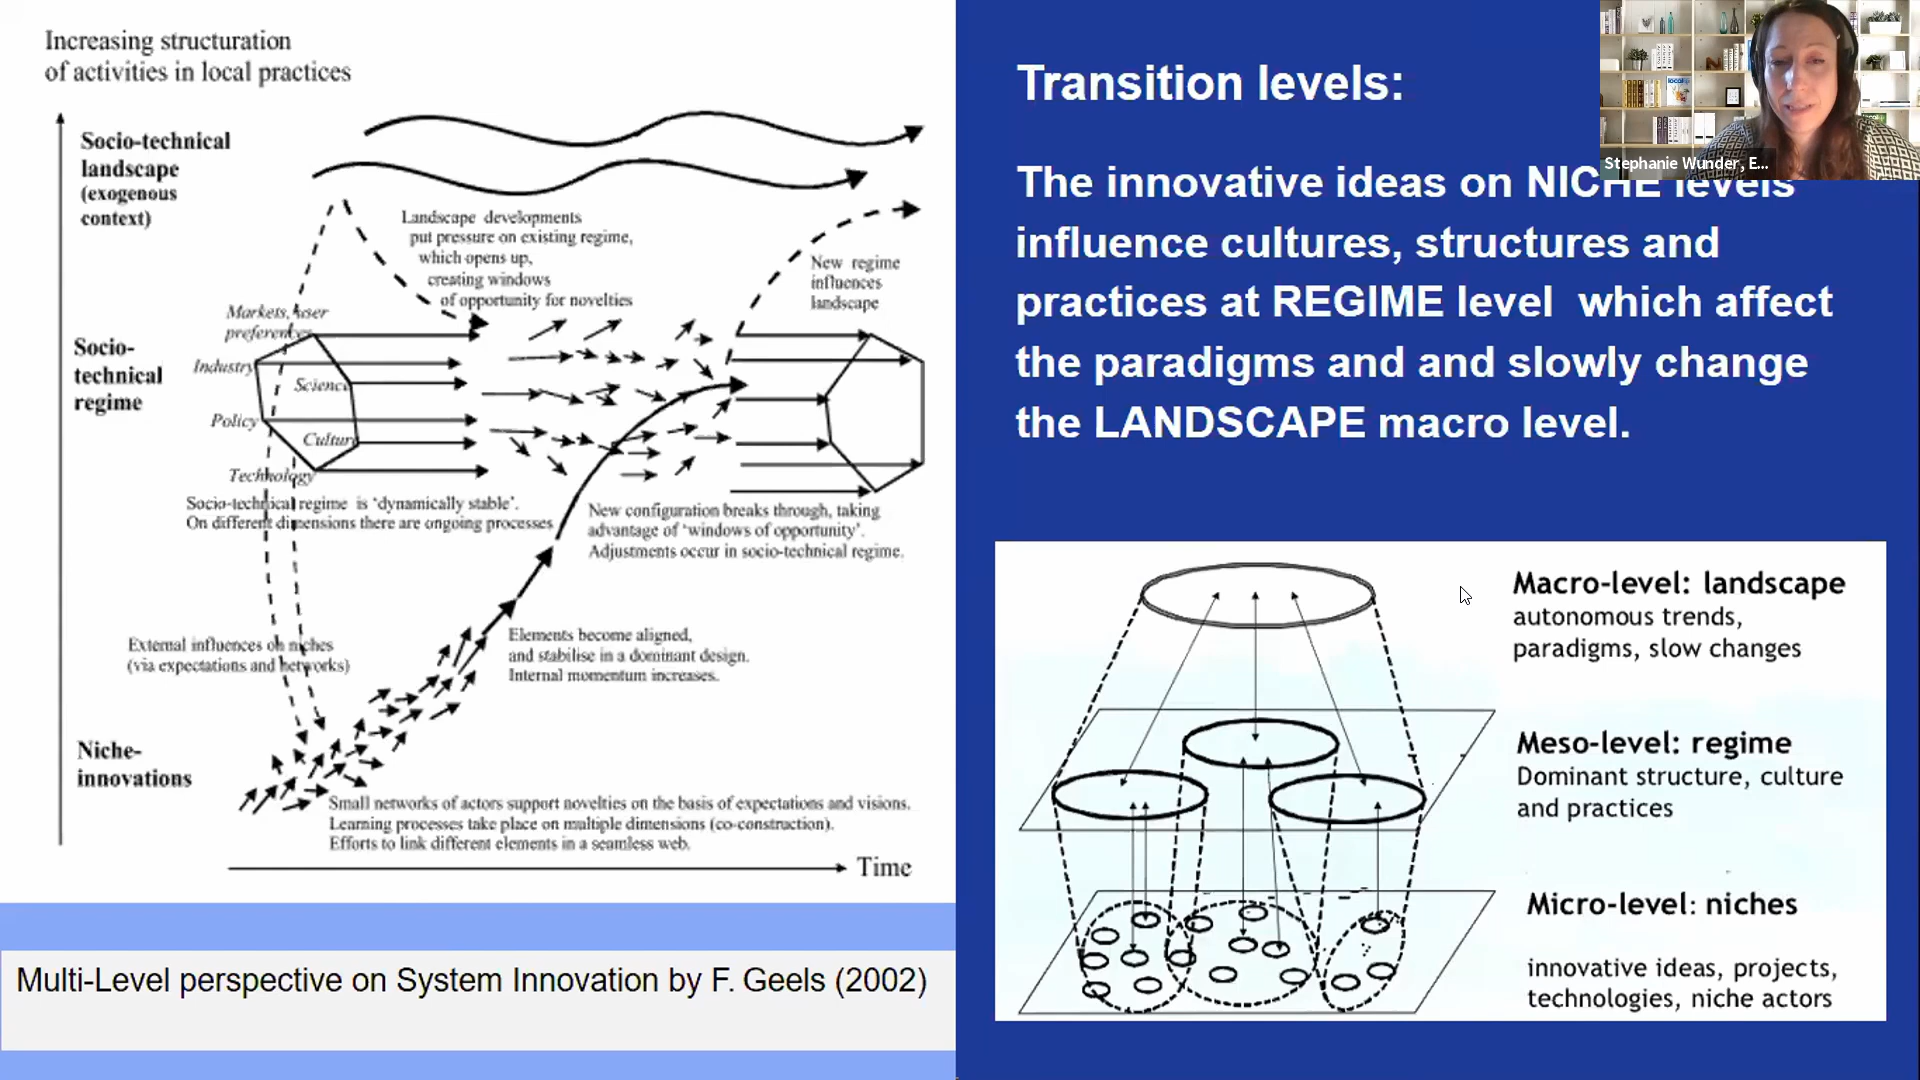 Increasing structuration
of activities in local practices
Socio-technical
landscape
(exogenous
context)
Landscape developments
put pressure on existing regime,
which opens up,
creating windows
of opportunity for novelties
New regime
influences
landscape
Markets, user
preferences
Industry
Science
Policy
Culture
Technology
Socio-
technical
regime
Socio-technical regime is 'dynamically stable'.
On different dimensions there are ongoing processes
New configuration breaks through, taking
advantage of 'windows of opportunity'.
Adjustments occur in socio-technical regime.
External influences on niches
(via expectations and networks)
Elements become aligned,
and stabilise in a dominant design.
Internal momentum increases.
Niche-
innovations
Small networks of actors support novelties on the basis of expectations and visions.
Learning processes take place on multiple dimensions (co-construction).
Efforts to link different elements in a seamless web.
Time
Multi-Level perspective on System Innovation by F. Geels (2002)
Transition levels:
The innovative ideas on NICHE levels
influence cultures, structures and
practices at REGIME level which affect
the paradigms and and slowly change
the LANDSCAPE macro level.
Stephanie Wunder, E...
local
Macro-level: landscape
autonomous trends,
paradigms, slow changes
Meso-level: regime
Dominant structure, culture
and practices
Micro-level: niches
innovative ideas, projects,
technologies, niche actors